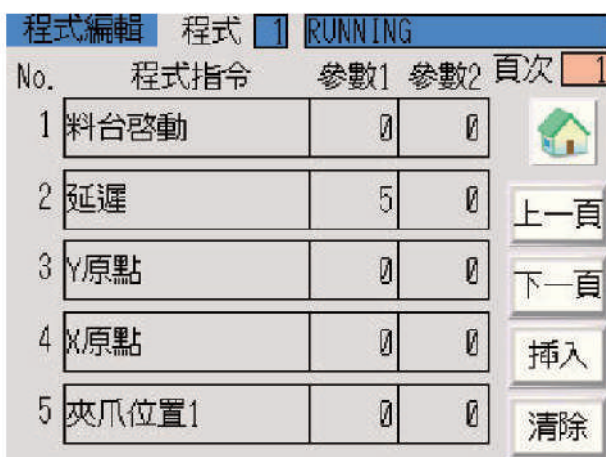 程式編輯 程式 1 RUNNING
No. 程式指令 參數1 參數2 頁次 1
1 料台啓動 0 0
2 延遲 5 0
上一頁
3 Y原點 0 0
下一頁
4 X原點 0 0
插入
5 夾爪位置1 0 0
清除